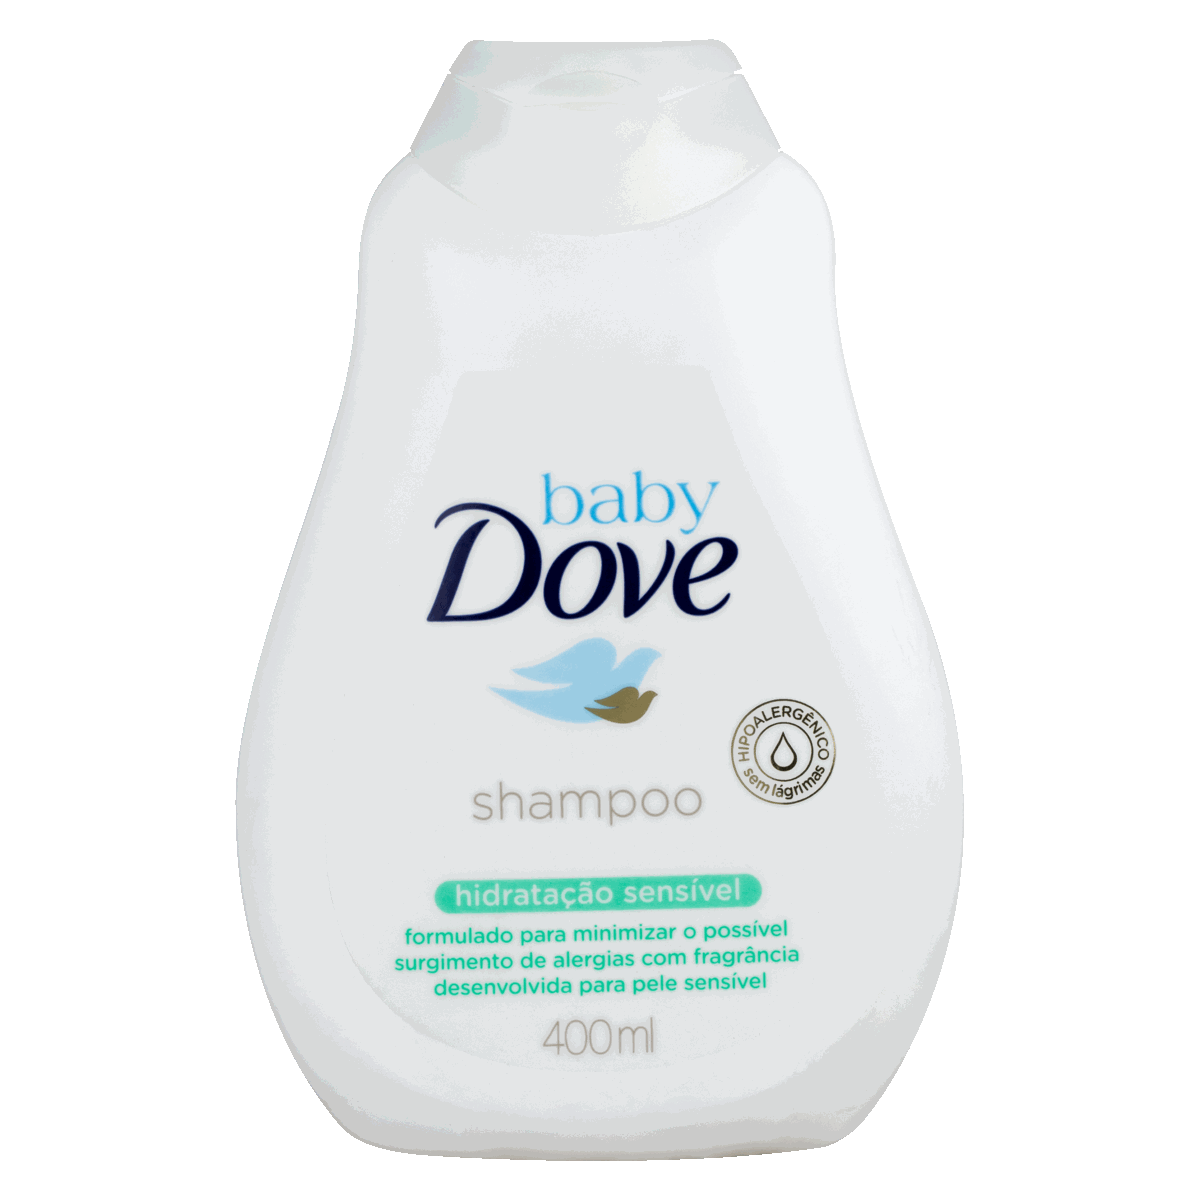 baby
Dove
HIPOALERGÊNICO
sem lágrimas
shampoo
hidratação sensível
formulado para minimizar o possível
surgimento de alergias com fragrância
desenvolvida para pele sensível
400ml